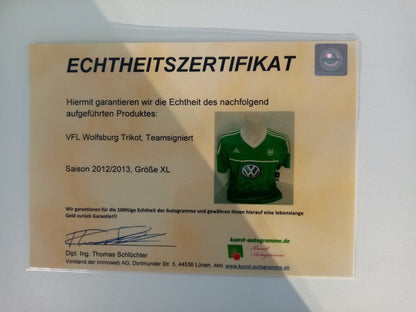 ECHTHEITSZERTIFIKAT
Hiermit garantieren wir die Echtheit des nachfolgend
aufgeführten Produktes:
VFL Wolfsburg Trikot, Teamsigniert
Saison 2012/2013, Größe XL
Wir garantieren für die 100%ige Echtheit der Autogramme und gewähren Ihnen hierauf eine lebenslange
Geld zurück Garantie!!!
kunst-autogramme.de
Kunst
Autogramme
Dipl. Ing. Thomas Schlüchter
Vorstand der immoweb AG, Dortmunder Str. 5, 44536 Lünen, Abtl. www.kunst-autogramme.de